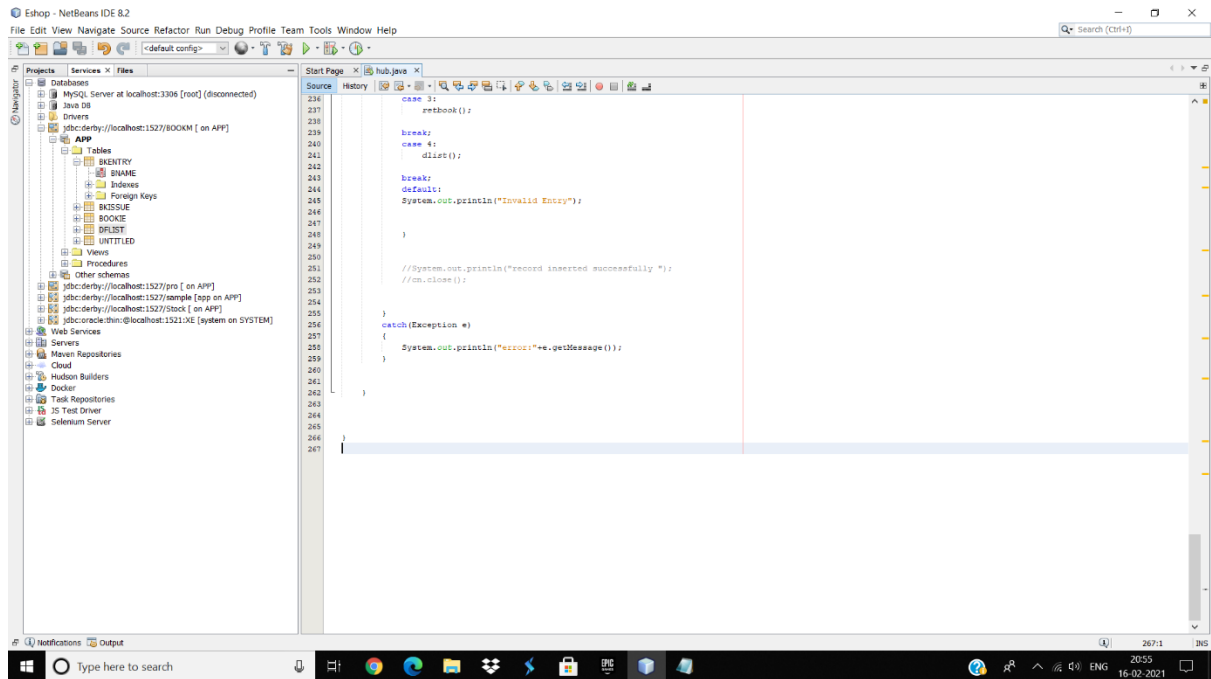 Eshop - NetBeans IDE 8.2
File Edit View Navigate Source Refactor Run Debug Profile Team Tools Window Help
Search (Ctrl+I)
<default config>
Projects Services Files
Start Page hub.java
Navigator
Source History
Databases
MySQL Server at localhost:3306 [root] (disconnected)
Java DB
Drivers
jdbc:derby://localhost:1527/BOOKM [ on APP]
APP
Tables
BKENTRY
BNAME
Indexes
Foreign Keys
BKISSUE
BOOKIE
DFLIST
UNTITLED
Views
Procedures
Other schemas
jdbc:derby://localhost:1527/pro [ on APP]
jdbc:derby://localhost:1527/sample [app on APP]
jdbc:derby://localhost:1527/Stock [ on APP]
jdbc:oracle:thin:@localhost:1521:XE [system on SYSTEM]
Web Services
Servers
Maven Repositories
Cloud
Hudson Builders
Docker
Task Repositories
JS Test Driver
Selenium Server
236 case 3:
237 retbook();
238
239 break;
240 case 4:
241 dlist();
242
243 break;
244 default:
245 System.out.println("Invalid Entry");
246
247
248 }
249
250
251 //System.out.println("record inserted successfully ");
252 //cn.close();
253
254
255 }
256 catch(Exception e)
257 {
258 System.out.println("error:"+e.getMessage());
259 }
260
261
262 }
263
264
265
266 }
267
Notifications Output
267:1 INS
Type here to search
EPIC
ENG
20:55
16-02-2021